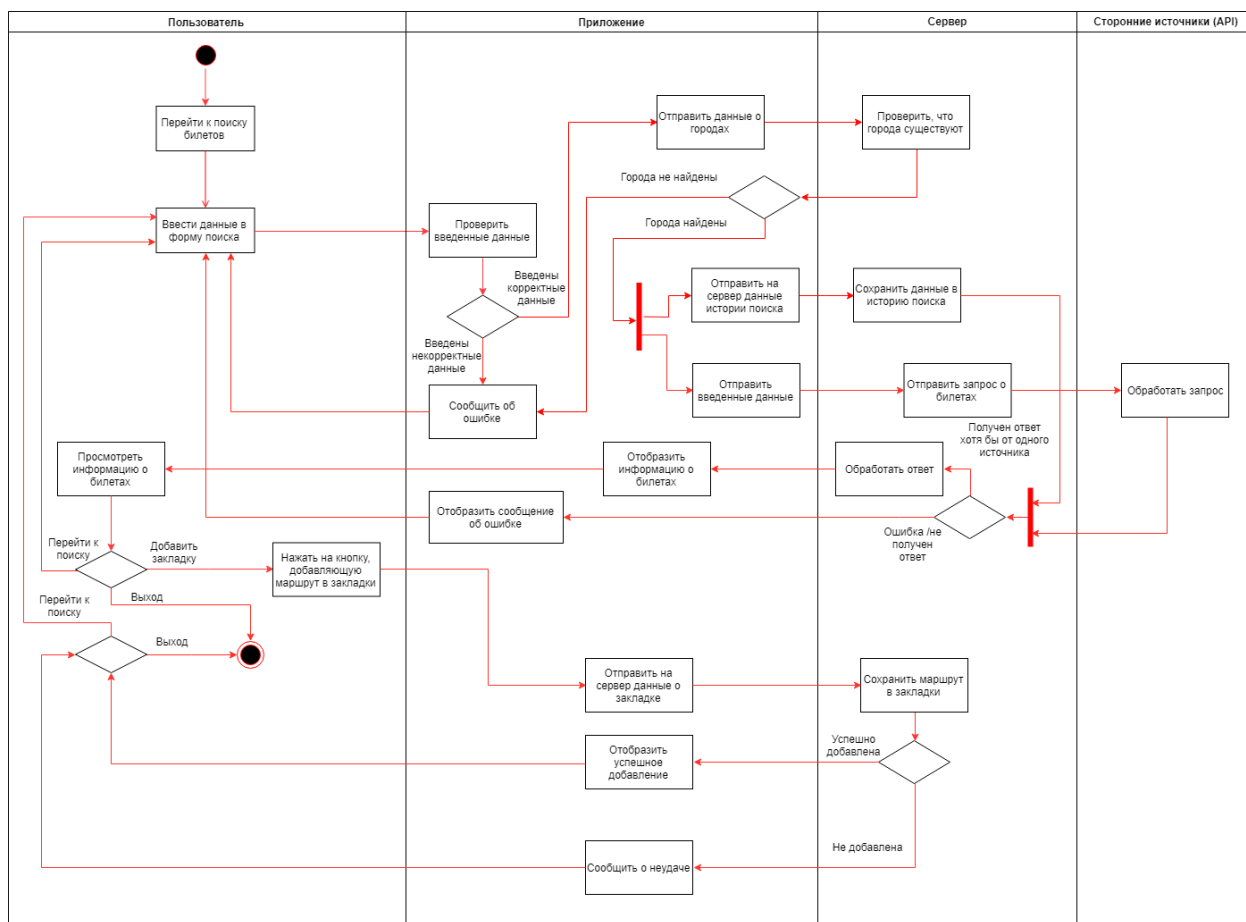 Пользователь
Приложение
Сервер
Сторонние источники (API)
Перейти к поиску
билетов
Отправить данные о
городах
Проверить, что
города существуют
Города не найдены
Города найдены
Ввести данные в
форму поиска
Проверить
введенные данные
Введены
корректные
данные
Отправить на
сервер данные
истории поиска
Сохранить данные в
историю поиска
Введены
некорректные
данные
Сообщить об
ошибке
Отправить
введенные данные
Отправить запрос о
билетах
Обработать запрос
Получен ответ
хотя бы от одного
источника
Просмотреть
информацию о
билетах
Отобразить
информацию о
билетах
Обработать ответ
Отобразить сообщение
об ошибке
Ошибка /не
получен
ответ
Перейти к
поиску
Добавить
закладку
Нажать на кнопку,
добавляющую
маршрут в закладки
Перейти к
поиску
Выход
Выход
Отправить на
сервер данные о
закладке
Сохранить маршрут
в закладки
Отобразить
успешное
добавление
Успешно
добавлена
Не добавлена
Сообщить о неудаче